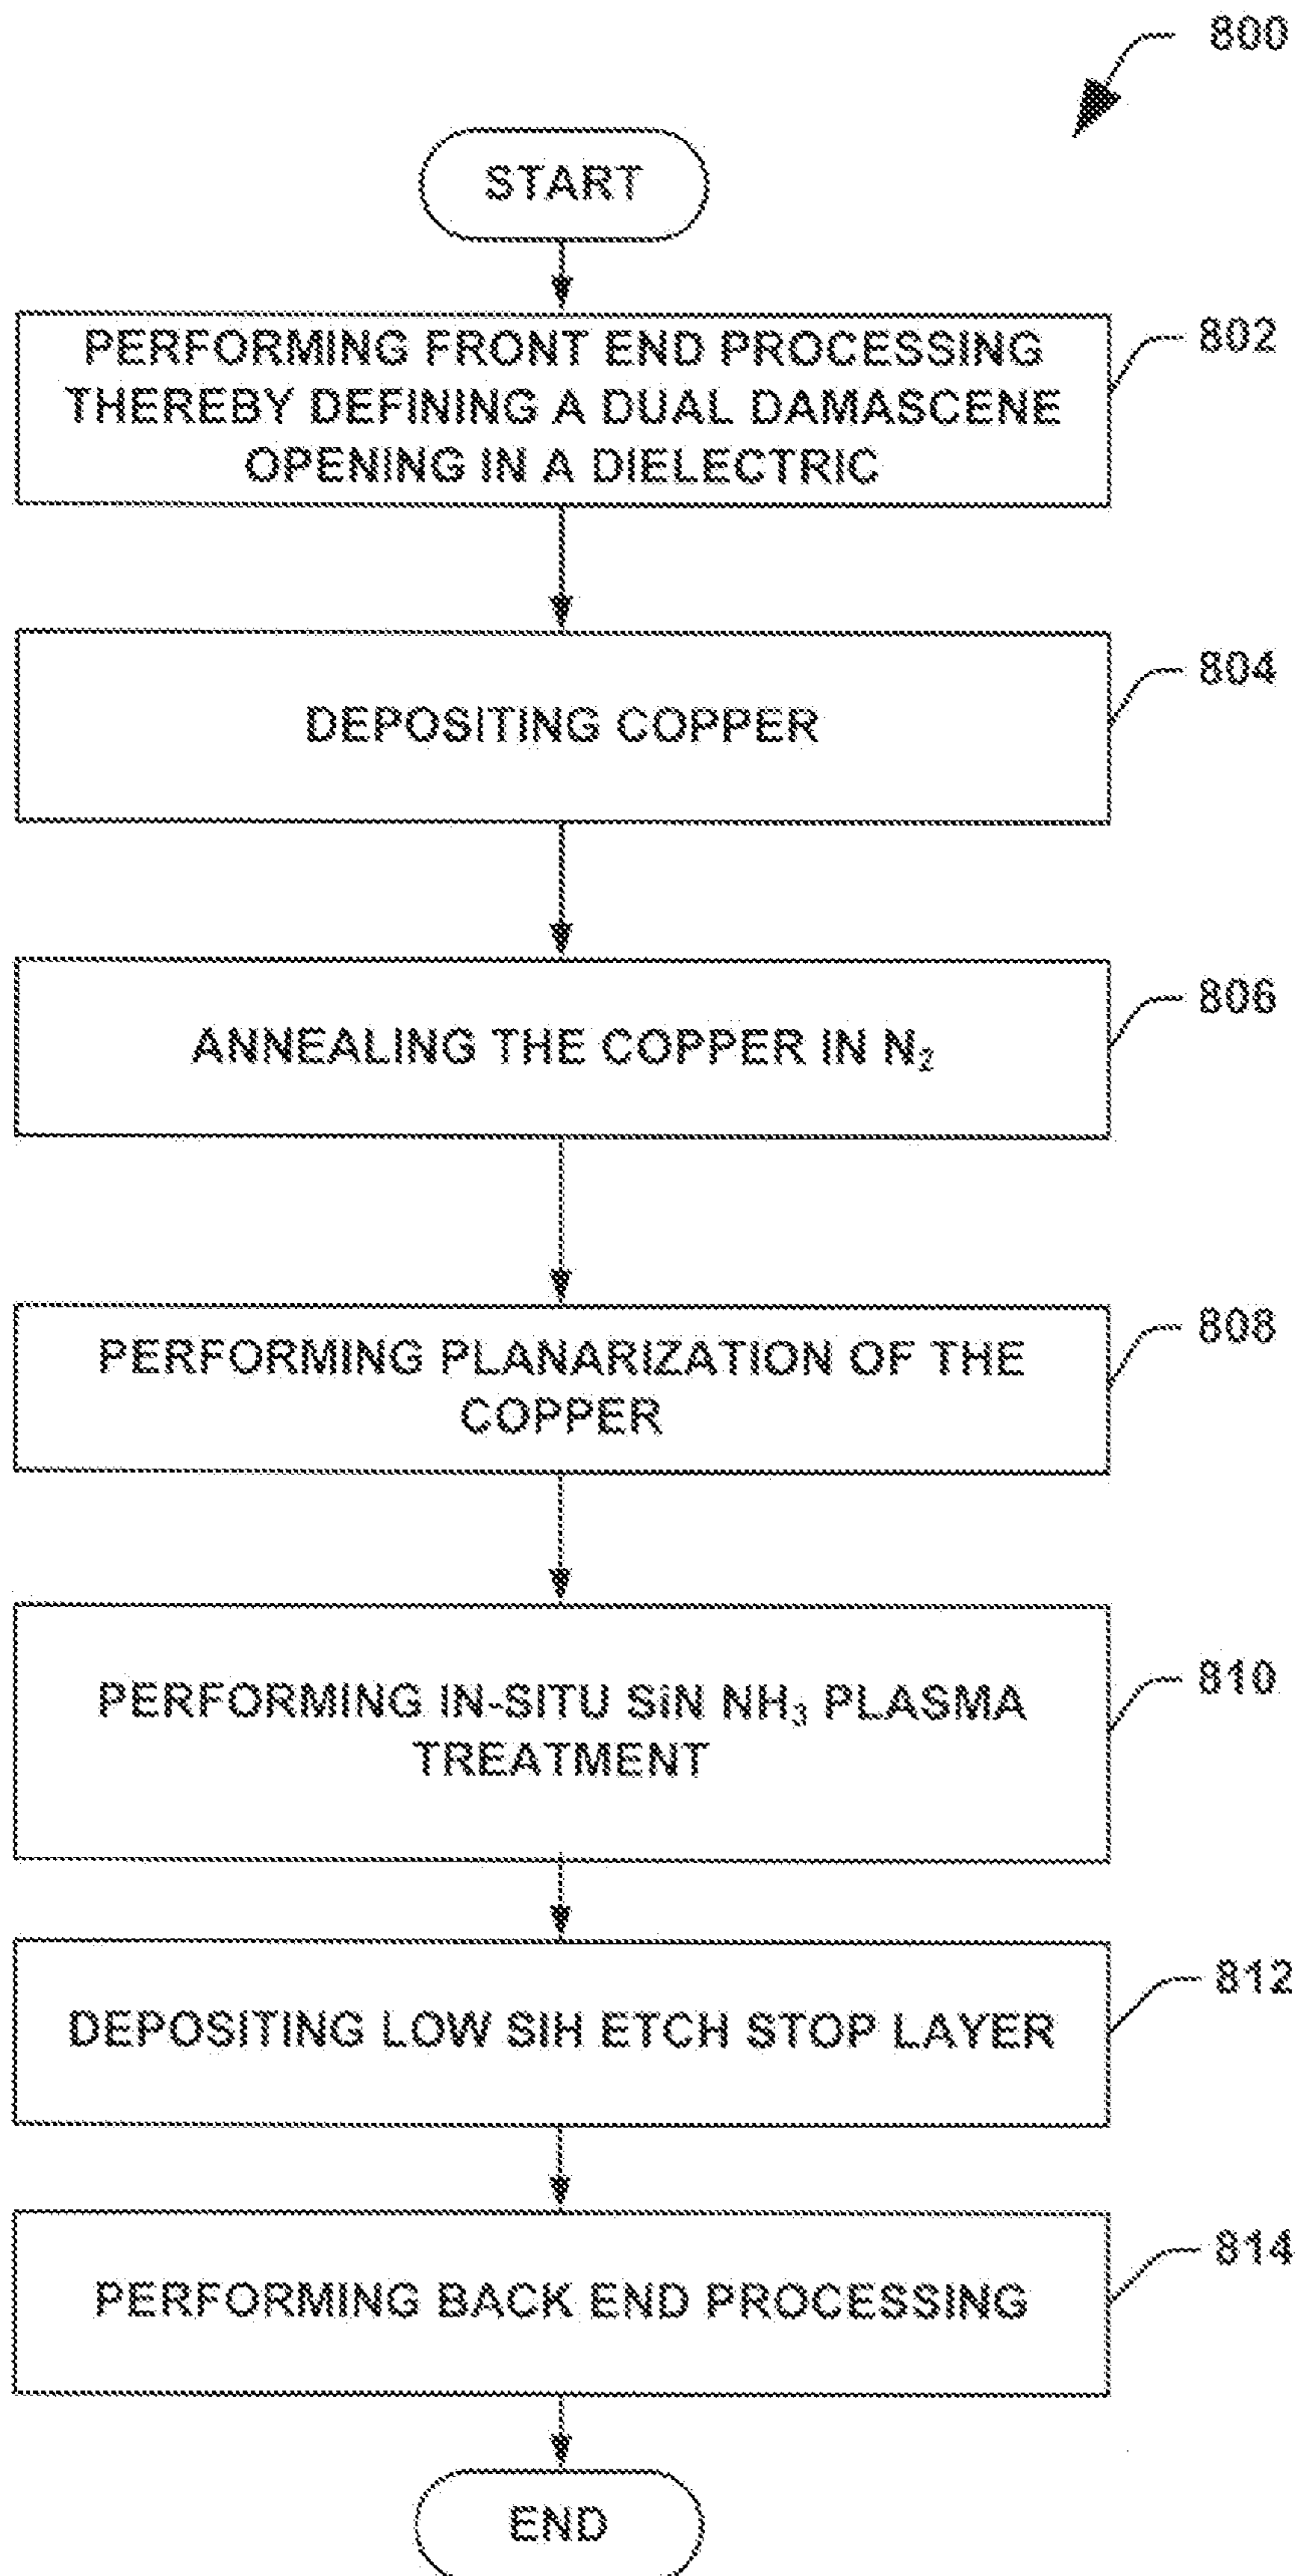 800
START
PERFORMING FRONT END PROCESSING
THEREBY DEFINING A DUAL DAMASCENE
OPENING IN A DIELECTRIC
802
DEPOSITING COPPER
804
ANNEALING THE COPPER IN N₂
806
PERFORMING PLANARIZATION OF THE
COPPER
808
PERFORMING IN-SITU SiN NH₃ PLASMA
TREATMENT
810
DEPOSITING LOW SIH ETCH STOP LAYER
812
PERFORMING BACK END PROCESSING
814
END